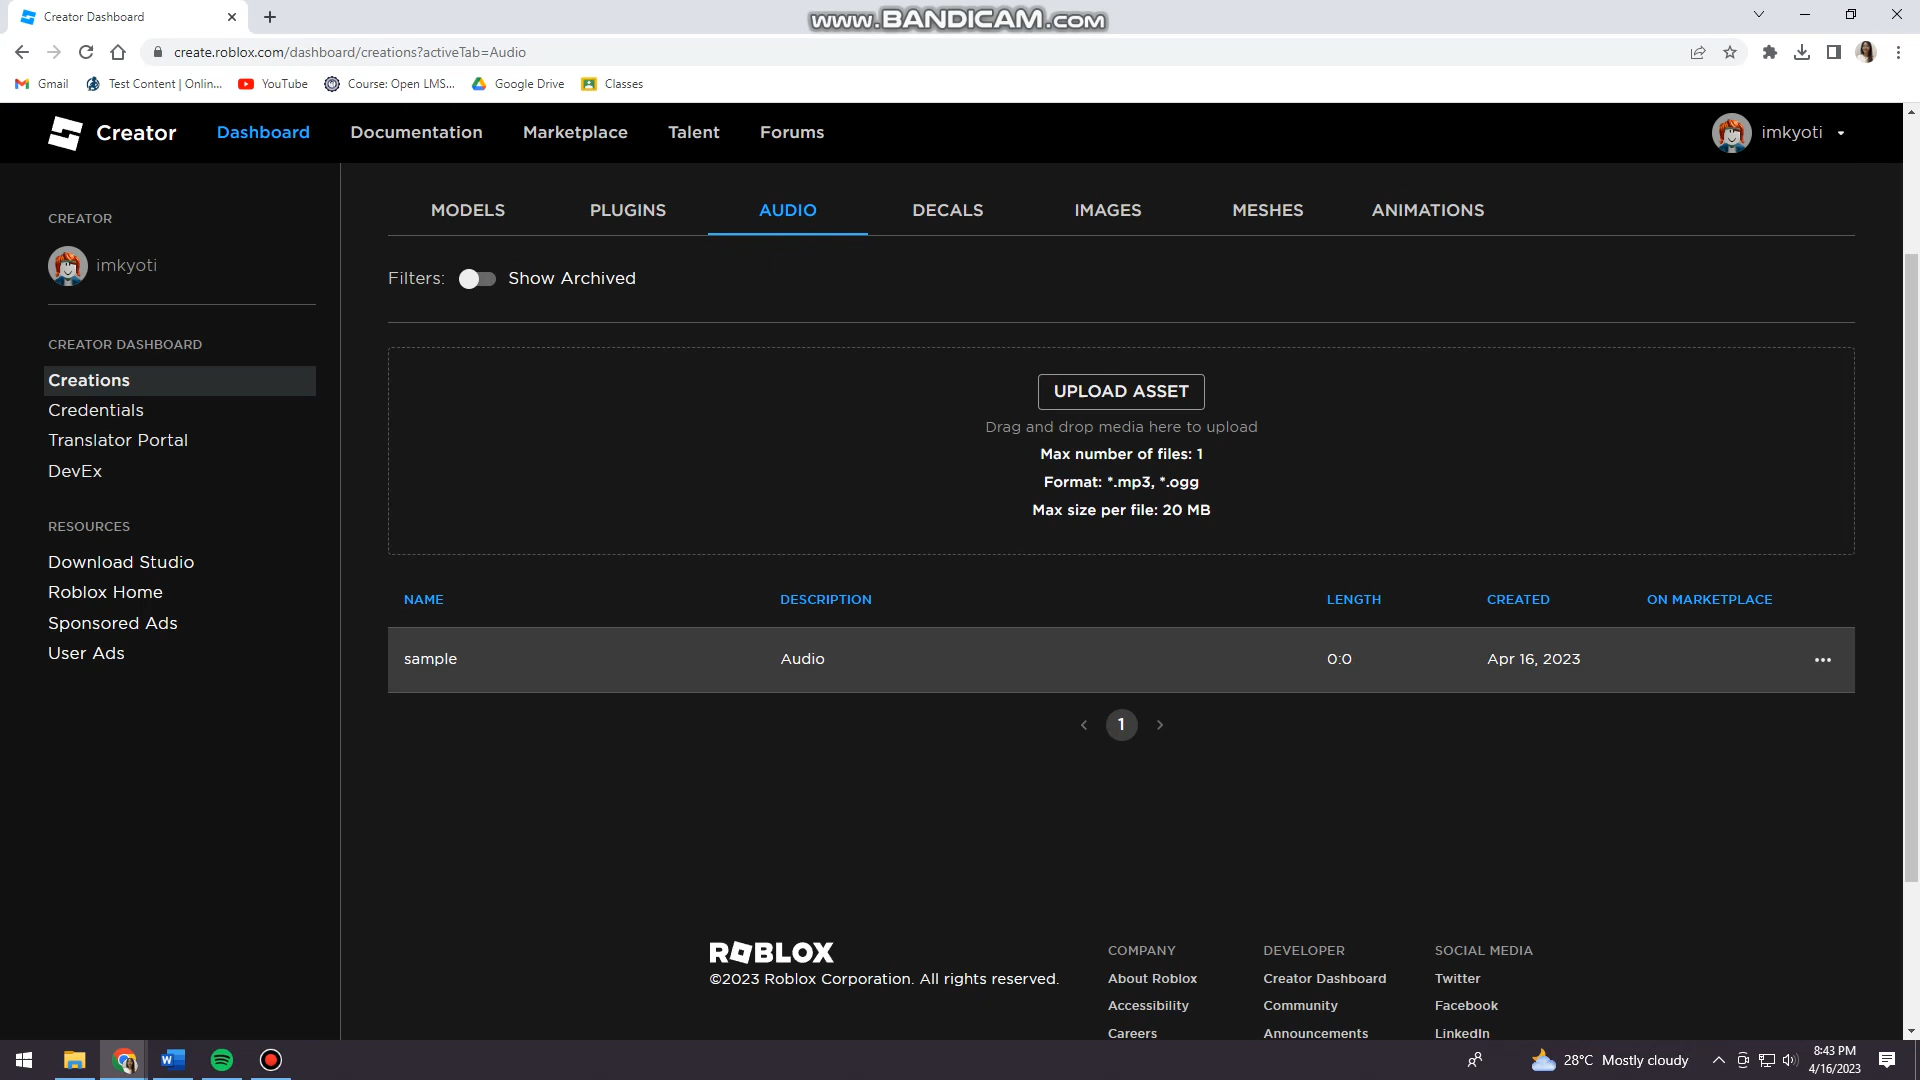 Creator Dashboard
www.BANDICAM.com
create.roblox.com/dashboard/creations?activeTab=Audio
Gmail
Test Content | Onlin...
YouTube
Course: Open LMS...
Google Drive
Classes
Creator
Dashboard
Documentation
Marketplace
Talent
Forums
imkyoti
CREATOR
imkyoti
CREATOR DASHBOARD
Creations
Credentials
Translator Portal
DevEx
RESOURCES
Download Studio
Roblox Home
Sponsored Ads
User Ads
MODELS
PLUGINS
AUDIO
DECALS
IMAGES
MESHES
ANIMATIONS
Filters:
Show Archived
UPLOAD ASSET
Drag and drop media here to upload
Max number of files: 1
Format: *.mp3, *.ogg
Max size per file: 20 MB
NAME
DESCRIPTION
LENGTH
CREATED
ON MARKETPLACE
sample
Audio
0:0
Apr 16, 2023
1
ROBLOX
©2023 Roblox Corporation. All rights reserved.
COMPANY
About Roblox
Accessibility
Careers
DEVELOPER
Creator Dashboard
Community
Announcements
SOCIAL MEDIA
Twitter
Facebook
LinkedIn
28°C Mostly cloudy
8:43 PM
4/16/2023